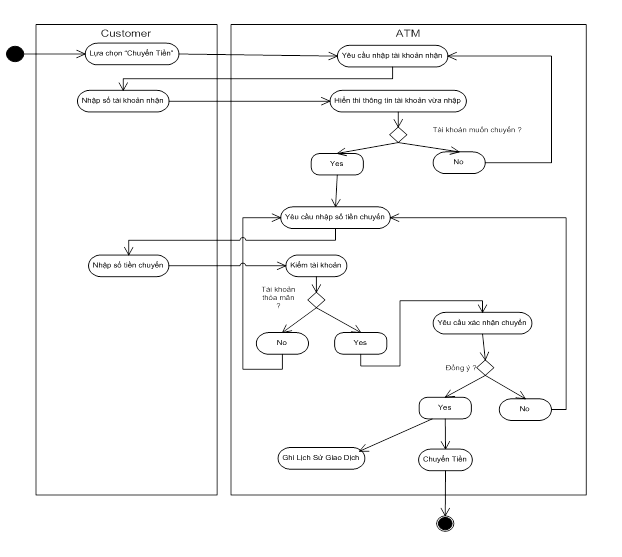 Customer
ATM
Lựa chọn "Chuyển Tiền"
Yêu cầu nhập tài khoản nhận
Nhập số tài khoản nhận
Hiển thi thông tin tài khoản vừa nhập
Tài khoản muốn chuyển ?
Yes
No
Yêu cầu nhập số tiền chuyển
Nhập số tiền chuyển
Kiểm tài khoản
Tài khoản
thỏa mãn
?
Yêu cầu xác nhận chuyển
No
Yes
Đồng ý ?
Yes
No
Ghi Lịch Sử Giao Dịch
Chuyển Tiền